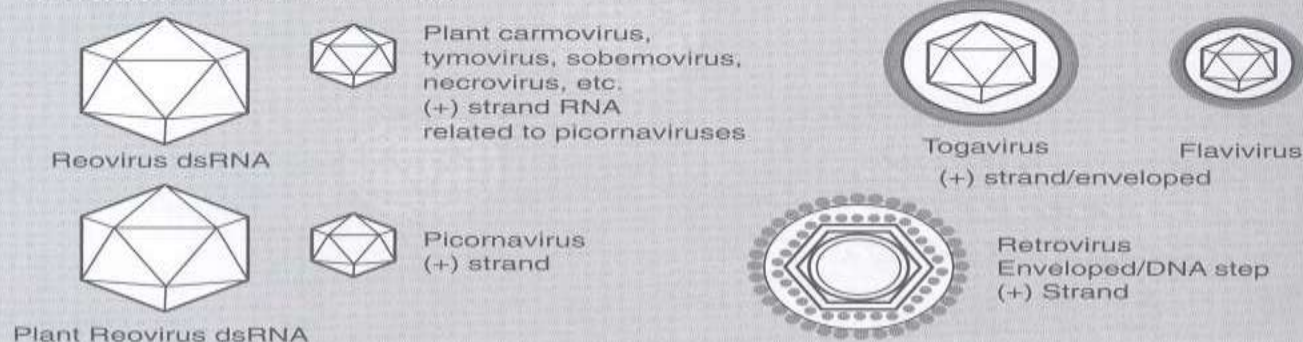 Reovirus dsRNA
Plant carmovirus,
tymovirus, sobemovirus,
necrovirus, etc.
(+) strand RNA
related to picornaviruses
Togavirus
Flavivirus
(+) strand/enveloped
Plant Reovirus dsRNA
Picornavirus
(+) strand
Retrovirus
Enveloped/DNA step
(+) Strand